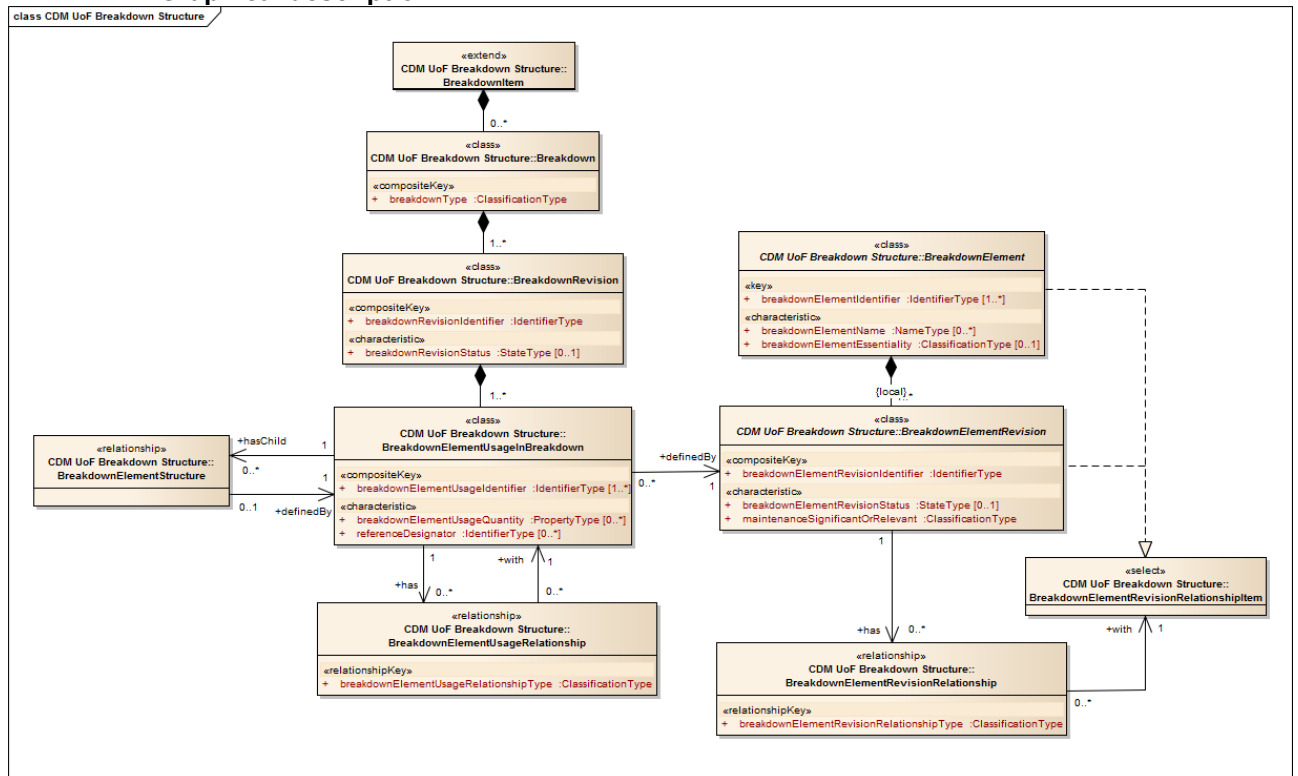 class CDM UoF Breakdown Structure
«extend»
CDM UoF Breakdown Structure::
BreakdownItem
0..*
«class»
CDM UoF Breakdown Structure::Breakdown
«compositeKey»
+ breakdownType :ClassificationType
1..*
«class»
CDM UoF Breakdown Structure::BreakdownRevision
«compositeKey»
+ breakdownRevisionIdentifier :IdentifierType
«characteristic»
+ breakdownRevisionStatus :StateType [0..1]
1..*
«class»
CDM UoF Breakdown Structure::BreakdownElement
«key»
+ breakdownElementIdentifier :IdentifierType [1..*]
«characteristic»
+ breakdownElementName :NameType [0..*]
+ breakdownElementEssentiality :ClassificationType [0..1]
{local}
«relationship»
CDM UoF Breakdown Structure::
BreakdownElementStructure
+hasChild 1
0..*
1
0..1 +definedBy
«class»
CDM UoF Breakdown Structure::
BreakdownElementUsageInBreakdown
«compositeKey»
+ breakdownElementUsageIdentifier :IdentifierType [1..*]
«characteristic»
+ breakdownElementUsageQuantity :PropertyType [0..*]
+ referenceDesignator :IdentifierType [0..*]
+definedBy
0..* 1
«class»
CDM UoF Breakdown Structure::BreakdownElementRevision
«compositeKey»
+ breakdownElementRevisionIdentifier :IdentifierType
«characteristic»
+ breakdownElementRevisionStatus :StateType [0..1]
+ maintenanceSignificantOrRelevant :ClassificationType
1
+has 0..*
+with 1
0..*
«relationship»
CDM UoF Breakdown Structure::
BreakdownElementUsageRelationship
«relationshipKey»
+ breakdownElementUsageRelationshipType :ClassificationType
1
+has 0..*
«select»
CDM UoF Breakdown Structure::
BreakdownElementRevisionRelationshipItem
+with 1
«relationship»
CDM UoF Breakdown Structure::
BreakdownElementRevisionRelationship
«relationshipKey»
+ breakdownElementRevisionRelationshipType :ClassificationType
0..*